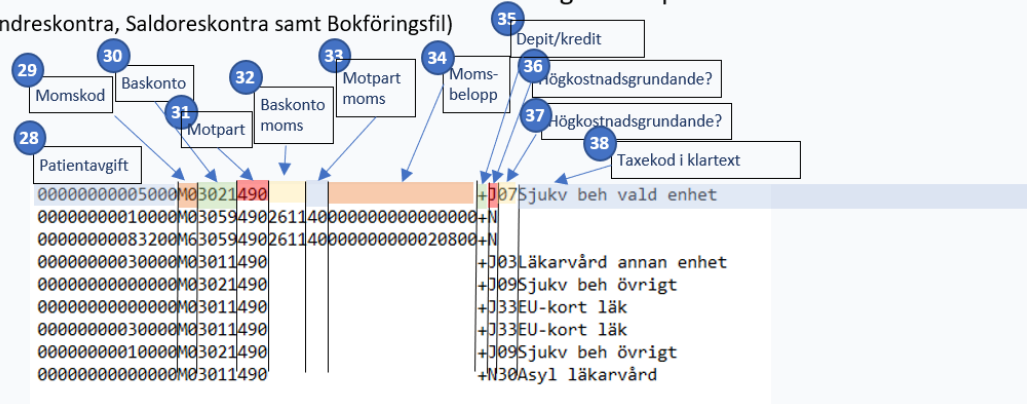 ndreskontra, Saldoreskontra samt Bokföringsfil)
35
Depit/kredit
30
33
34
29
32
36
Baskonto
Motpart
moms
Moms-
belopp
Högkostnadsgrundande?
Momskod
Baskonto
moms
31
Motpart
37
Högkostnadsgrundande?
28
38
Patientavgift
Taxekod i klartext
00000000005000M03021490 +J07Sjukv beh vald enhet
00000000010000M03059490261140000000000000000+N
00000000083200M63059490261140000000000020800+N
00000000030000M03011490 +J03Läkarvård annan enhet
00000000000000M03021490 +J09Sjukv beh övrigt
00000000000000M03011490 +J33EU-kort läk
00000000030000M03011490 +J33EU-kort läk
00000000010000M03021490 +J09Sjukv beh övrigt
00000000000000M03011490 +N30Asyl läkarvård